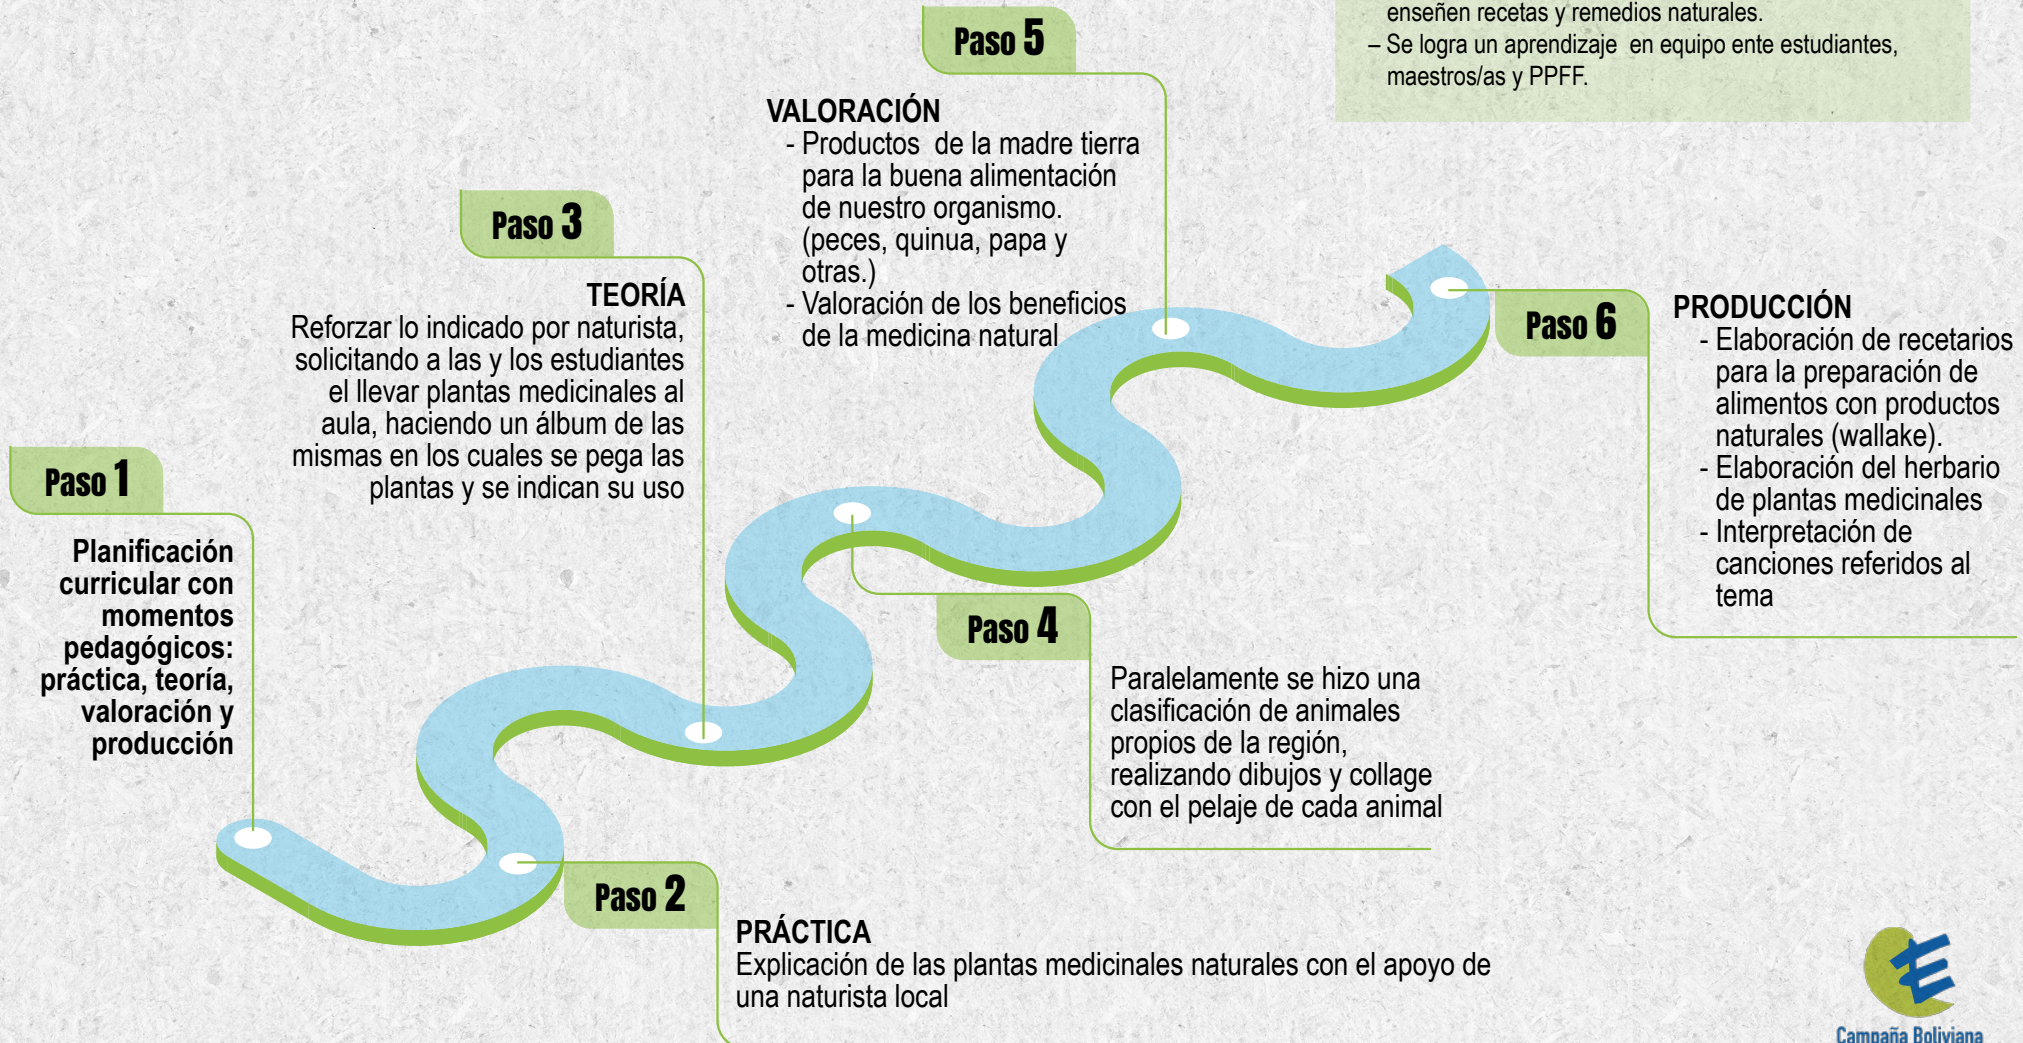 enseñen recetas y remedios naturales.
– Se logra un aprendizaje en equipo ente estudiantes,
maestros/as y PPFF.
Paso 5
VALORACIÓN
- Productos de la madre tierra
para la buena alimentación
de nuestro organismo.
(peces, quinua, papa y
otras.)
- Valoración de los beneficios
de la medicina natural
Paso 3
TEORÍA
Reforzar lo indicado por naturista,
solicitando a las y los estudiantes
el llevar plantas medicinales al
aula, haciendo un álbum de las
mismas en los cuales se pega las
plantas y se indican su uso
Paso 6
PRODUCCIÓN
- Elaboración de recetarios
para la preparación de
alimentos con productos
naturales (wallake).
- Elaboración del herbario
de plantas medicinales
- Interpretación de
canciones referidos al
tema
Paso 1
Planificación
curricular con
momentos
pedagógicos:
práctica, teoría,
valoración y
producción
Paso 4
Paralelamente se hizo una
clasificación de animales
propios de la región,
realizando dibujos y collage
con el pelaje de cada animal
Paso 2
PRÁCTICA
Explicación de las plantas medicinales naturales con el apoyo de
una naturista local
Campaña Boliviana